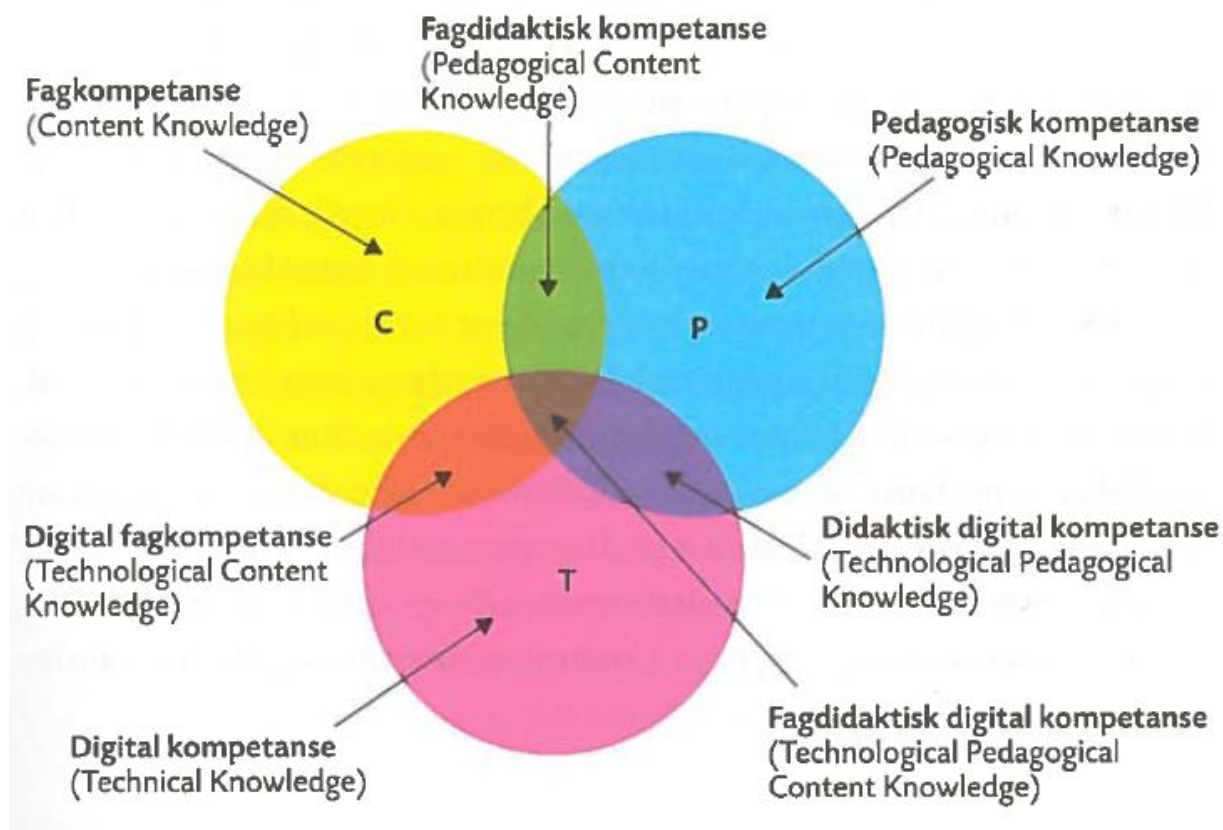 Fagdidaktisk kompetanse
(Pedagogical Content
Knowledge)
Fagkompetanse
(Content Knowledge)
Pedagogisk kompetanse
(Pedagogical Knowledge)
C
P
Digital fagkompetanse
(Technological Content
Knowledge)
T
Didaktisk digital kompetanse
(Technological Pedagogical
Knowledge)
Digital kompetanse
(Technical Knowledge)
Fagdidaktisk digital kompetanse
(Technological Pedagogical
Content Knowledge)